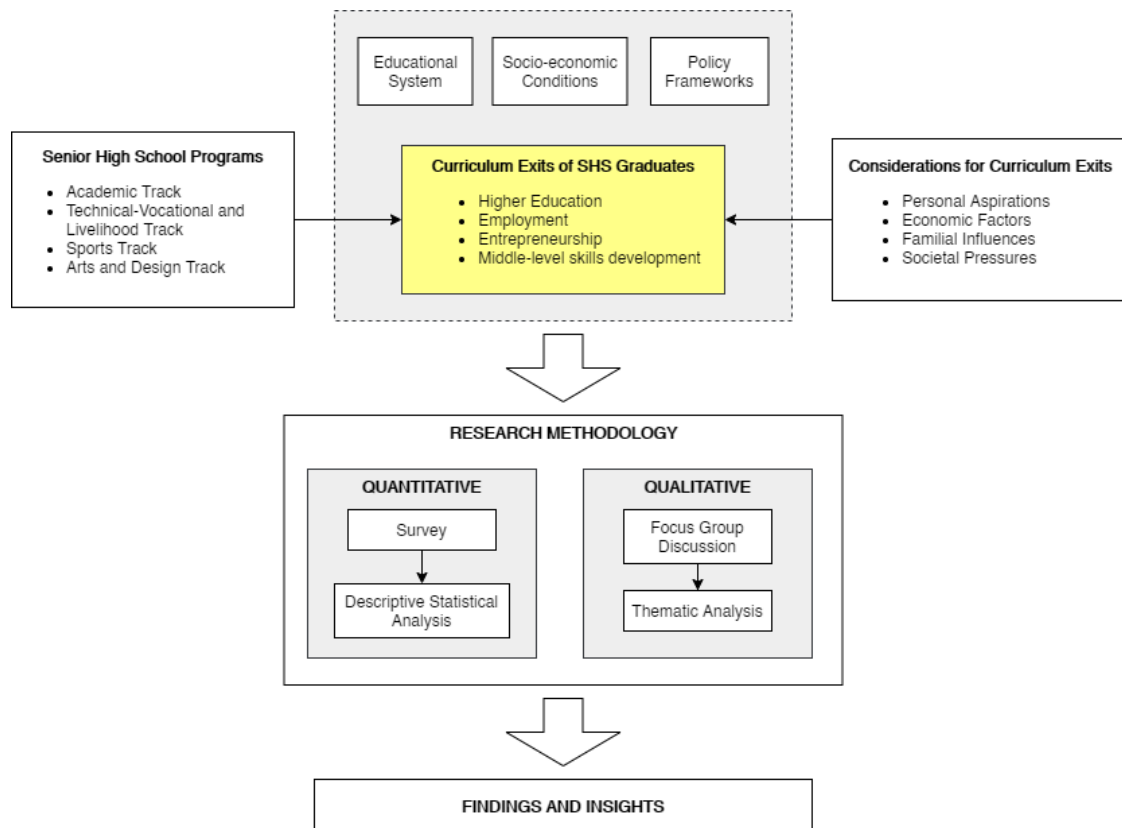 Educational
System
Socio-economic
Conditions
Policy
Frameworks
Senior High School Programs
• Academic Track
• Technical-Vocational and
Livelihood Track
• Sports Track
• Arts and Design Track
Curriculum Exits of SHS Graduates
• Higher Education
• Employment
• Entrepreneurship
• Middle-level skills development
Considerations for Curriculum Exits
• Personal Aspirations
• Economic Factors
• Familial Influences
• Societal Pressures
RESEARCH METHODOLOGY
QUANTITATIVE
Survey
Descriptive Statistical
Analysis
QUALITATIVE
Focus Group
Discussion
Thematic Analysis
FINDINGS AND INSIGHTS